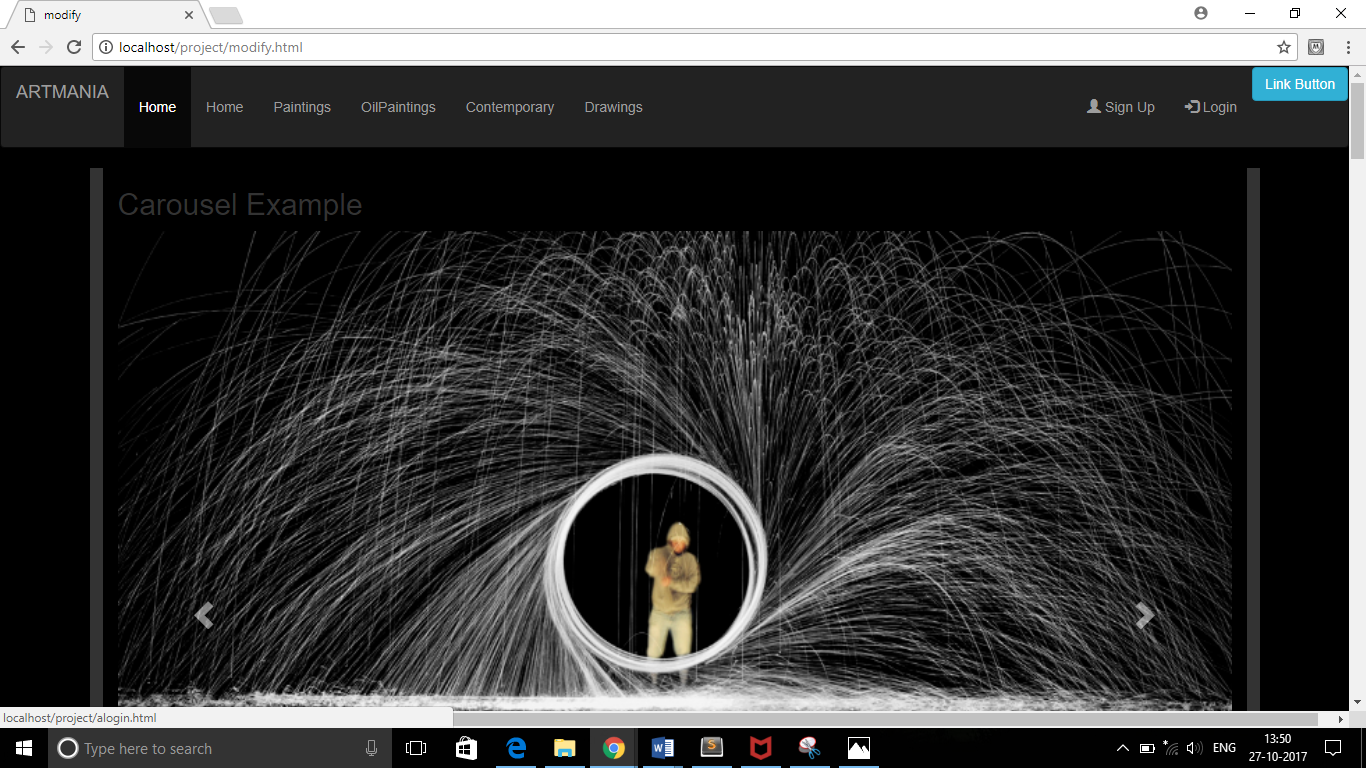 modify
localhost/project/modify.html
ARTMANIA
Home Home Paintings OilPaintings Contemporary Drawings Sign Up Login Link Button
Carousel Example
localhost/project/alogin.html
Type here to search
ENG
13:50
27-10-2017